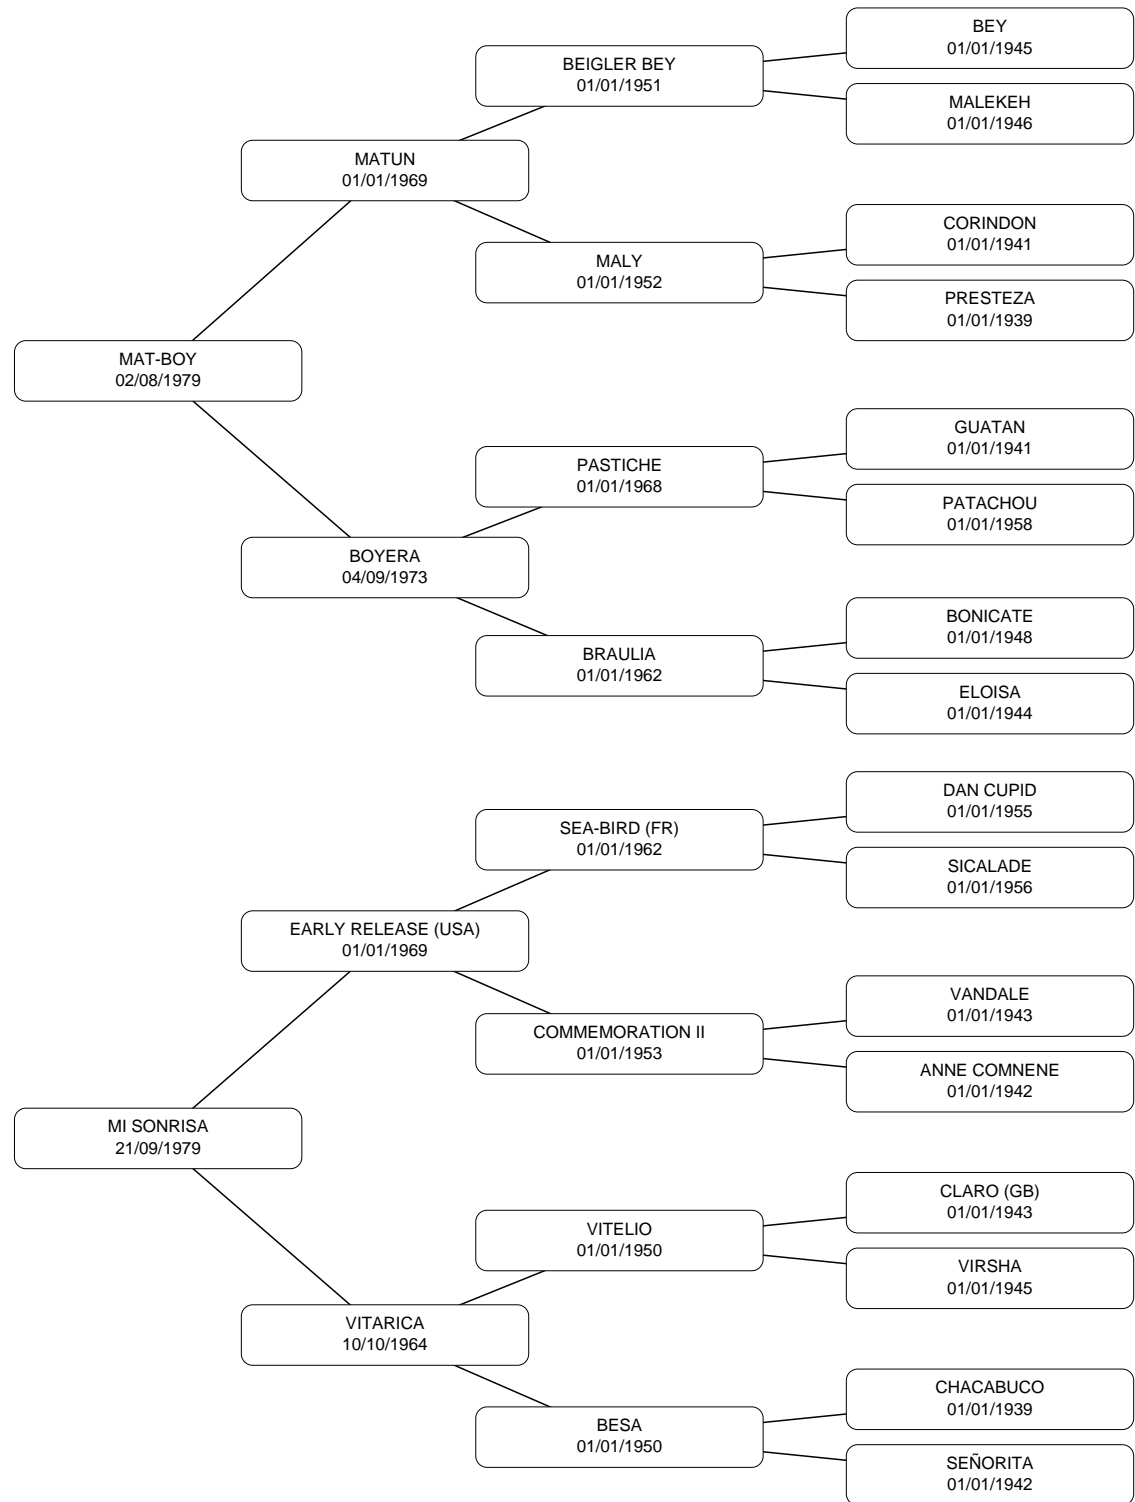 BEY
01/01/1945
BEIGLER BEY
01/01/1951
MALEKEH
01/01/1946
MATUN
01/01/1969
CORINDON
01/01/1941
MALY
01/01/1952
PRESTEZA
01/01/1939
MAT-BOY
02/08/1979
GUATAN
01/01/1941
PASTICHE
01/01/1968
PATACHOU
01/01/1958
BOYERA
04/09/1973
BONICATE
01/01/1948
BRAULIA
01/01/1962
ELOISA
01/01/1944
DAN CUPID
01/01/1955
SEA-BIRD (FR)
01/01/1962
SICALADE
01/01/1956
EARLY RELEASE (USA)
01/01/1969
VANDALE
01/01/1943
COMMEMORATION II
01/01/1953
ANNE COMNENE
01/01/1942
MI SONRISA
21/09/1979
CLARO (GB)
01/01/1943
VITELIO
01/01/1950
VIRSHA
01/01/1945
VITARICA
10/10/1964
CHACABUCO
01/01/1939
BESA
01/01/1950
SEÑORITA
01/01/1942